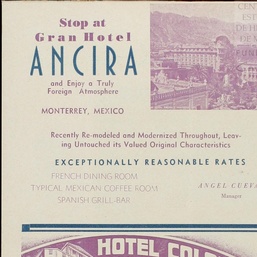 Stop at
Gran Hotel
ANCIRA
and Enjoy a Truly
Foreign Atmosphere
MONTERREY, MEXICO
Recently Re-modeled and Modernized Throughout, Leav-
ing Untouched its Valued Original Characteristics
EXCEPTIONALLY REASONABLE RATES
FRENCH DINING ROOM
TYPICAL MEXICAN COFFEE ROOM
SPANISH GRILL-BAR
ANGEL CUEVA
Manager
HOTEL COL